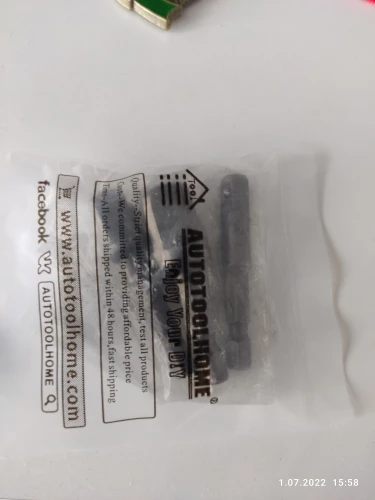 TOOL
AUTOTOOLHOME®
Enjoy Your DIY
Quality--Strict quality management, test all products
Cost--We committed to providing affordable price
Time--All orders shipped within 48 hours,fast shipping
www.autotoolhome.com
facebook
AUTOTOOLHOME
1.07.2022 15:58